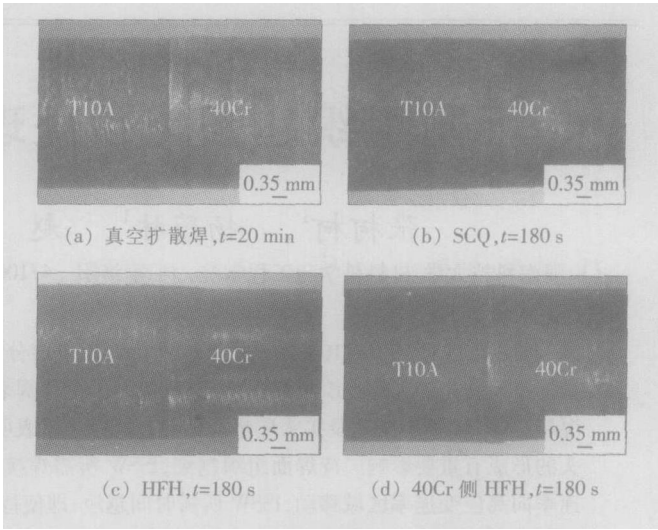 T10A 40Cr
0.35 mm
T10A 40Cr
0.35 mm
(a) 真空扩散焊,t=20 min
(b) SCQ,t=180 s
T10A 40Cr
0.35 mm
T10A 40Cr
0.35 mm
(c) HFH,t=180 s
(d) 40Cr 侧 HFH,t=180 s